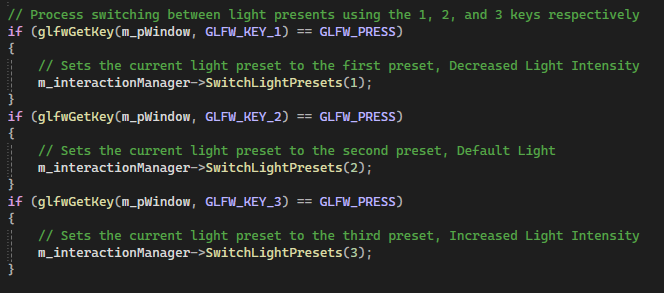 // Process switching between light presents using the 1, 2, and 3 keys respectively
if (glfwGetKey(m_pWindow, GLFW_KEY_1) == GLFW_PRESS)
{
    // Sets the current light preset to the first preset, Decreased Light Intensity
    m_interactionManager->SwitchLightPresets(1);
}
if (glfwGetKey(m_pWindow, GLFW_KEY_2) == GLFW_PRESS)
{
    // Sets the current light preset to the second preset, Default Light
    m_interactionManager->SwitchLightPresets(2);
}
if (glfwGetKey(m_pWindow, GLFW_KEY_3) == GLFW_PRESS)
{
    // Sets the current light preset to the third preset, Increased Light Intensity
    m_interactionManager->SwitchLightPresets(3);
}